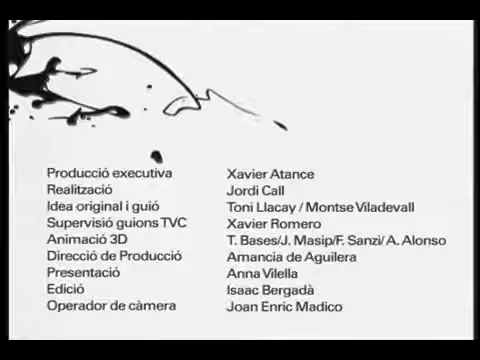 Producció executiva Xavier Atance
Realització Jordi Call
Idea original i guió Toni Llacay / Montse Viladevall
Supervisió guions TVC Xavier Romero
Animació 3D T. Bases/J. Masip/F. Sanzi/ A. Alonso
Direcció de Producció Amancia de Aguilera
Presentació Anna Vilella
Edició Isaac Bergadà
Operador de càmera Joan Enric Madico